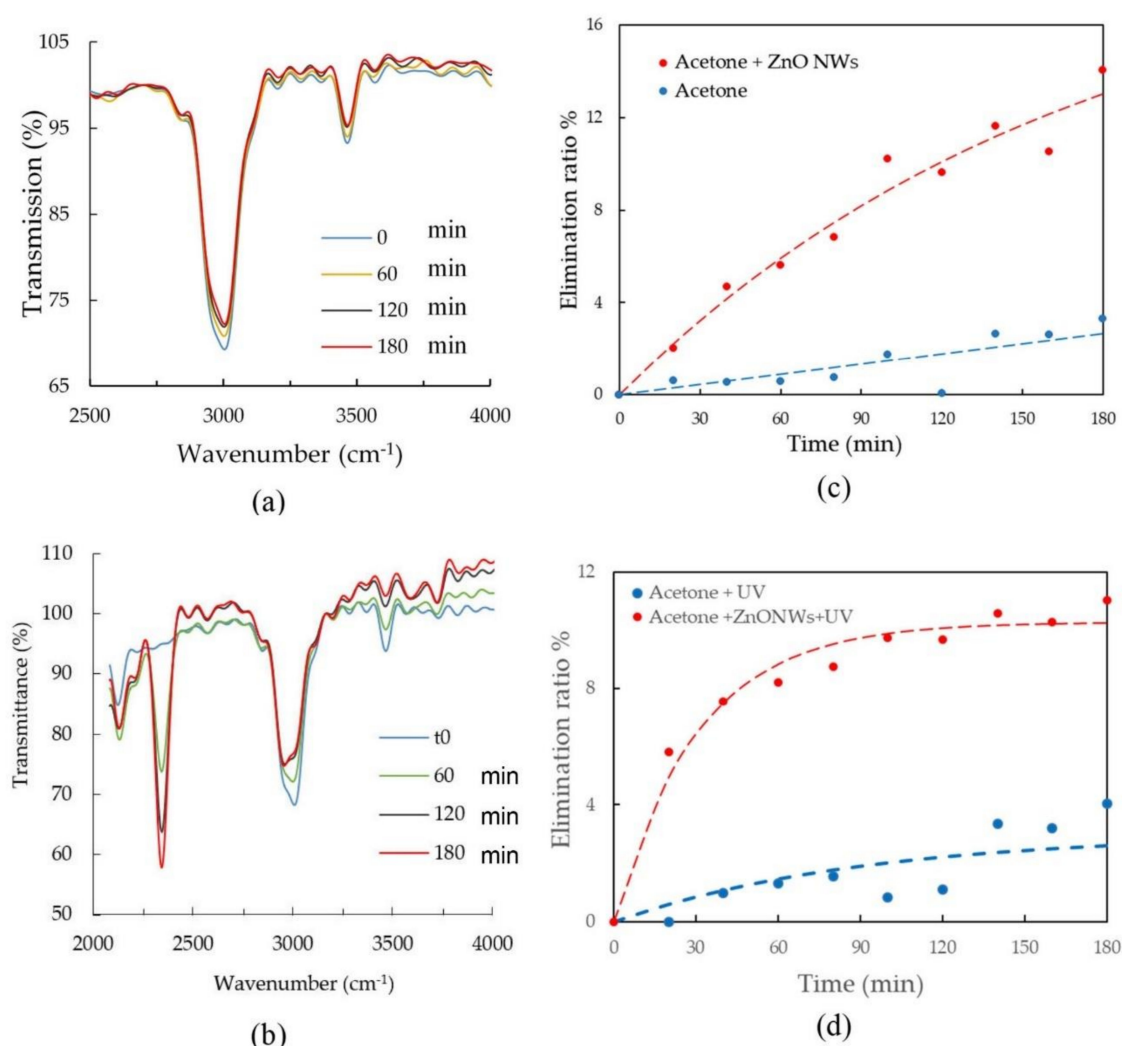 105
95
85
75
65
Transmission (%)
0 min
60 min
120 min
180 min
2500 3000 3500 4000
Wavenumber (cm-1)
(a)
16
12
8
4
0
Elimination ratio %
Acetone + ZnO NWs
Acetone
0 30 60 90 120 150 180
Time (min)
(c)
110
100
90
80
70
60
50
Transmittance (%)
t0
60 min
120 min
180 min
2000 2500 3000 3500 4000
Wavenumber (cm-1)
(b)
12
8
4
0
Elimination ratio %
Acetone + UV
Acetone +ZnONWs+UV
0 30 60 90 120 150 180
Time (min)
(d)